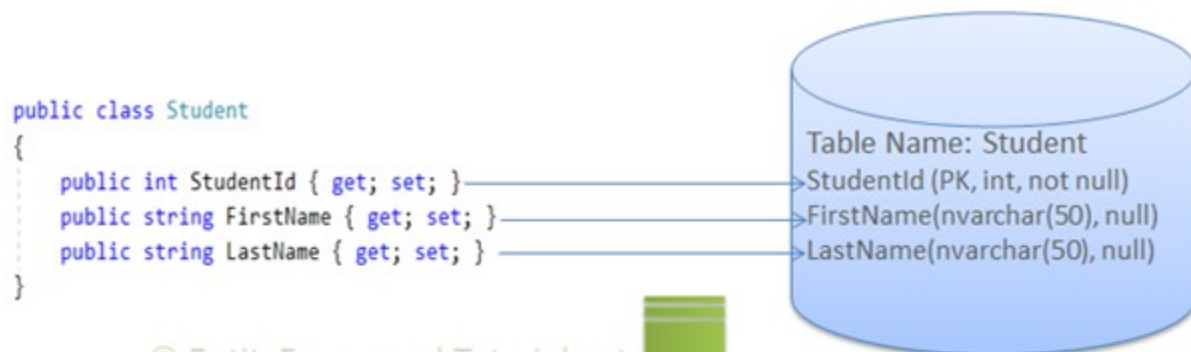 public class Student
{
public int StudentId { get; set; }
public string FirstName { get; set; }
public string LastName { get; set; }
}
Table Name: Student
StudentId (PK, int, not null)
FirstName(nvarchar(50), null)
LastName(nvarchar(50), null)